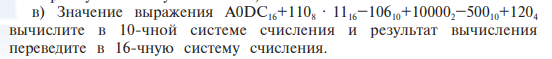 в) Значение выражения A0DC₁₆+110₈ · 11₁₆−106₁₀+10000₂−500₁₀+120₄
вычислите в 10-чной системе счисления и результат вычисления
переведите в 16-чную систему счисления.